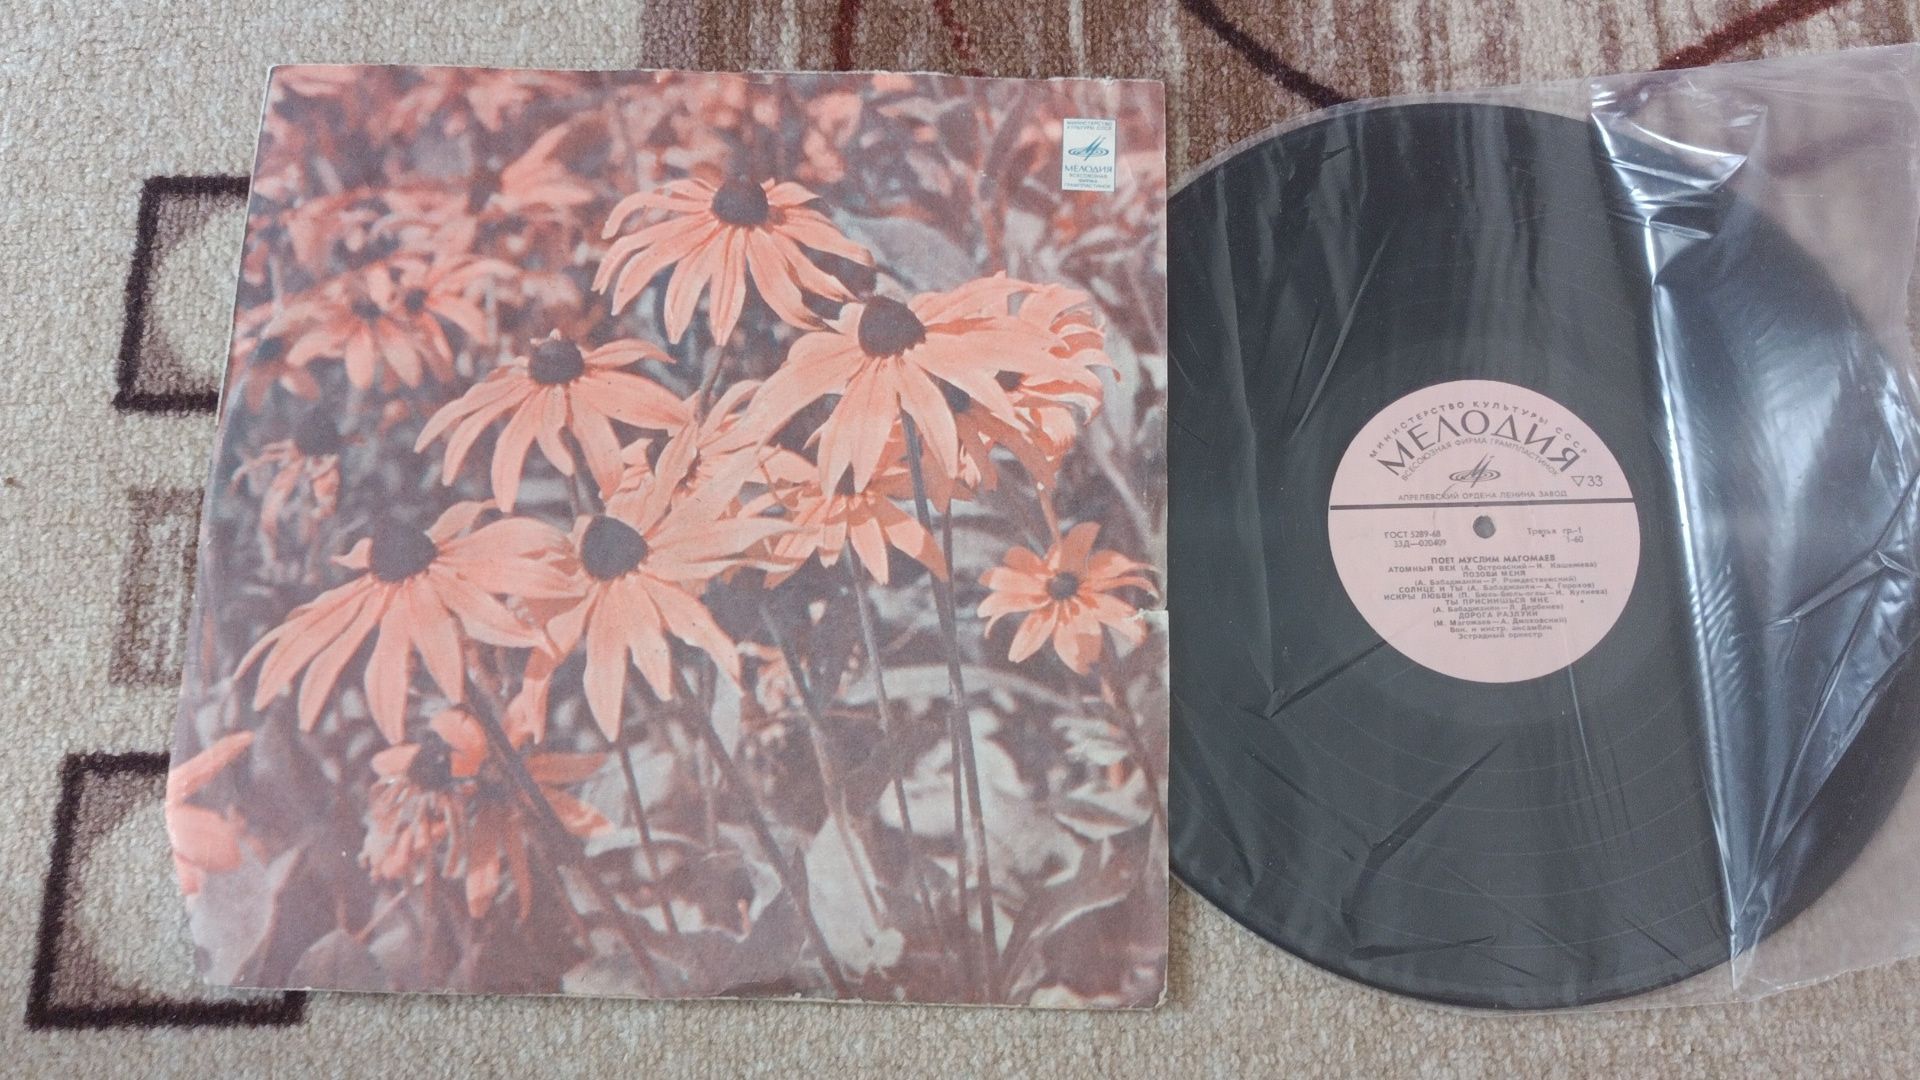 МИНИСТЕРСТВО
КУЛЬТУРЫ СССР
МЕЛОДИЯ
ВСЕСОЮЗНАЯ
ФИРМА
ГРАМПЛАСТИНОК
МИНИСТЕРСТВО КУЛЬТУРЫ СССР
МЕЛОДИЯ
ВСЕСОЮЗНАЯ ФИРМА ГРАМПЛАСТИНОК
▽33
АПРЕЛЕВСКИЙ ОРДЕНА ЛЕНИНА ЗАВОД
ГОСТ 5289-68 Третья гр.-1
33Д—020409 1-60
ПОЕТ МУСЛИМ МАГОМАЕВ
АТОМНЫЙ ВЕК (А. Островский—И. Кашежева)
ПОЗОВИ МЕНЯ
(А. Бабаджанян—Р. Рождественский)
СОЛНЦЕ И ТЫ (А. Бабаджанян—А. Горохов)
ИСКРЫ ЛЮБВИ (П. Бюль-Бюль-оглы—И. Кулиева)
ТЫ ПРИСНИШЬСЯ МНЕ
(А. Бабаджанян—Л. Дербенев)
ДОРОГА РАЗЛУКИ
(М. Магомаев—А. Дмоховский)
Вок. и инстр. ансамбли
Эстрадный оркестр